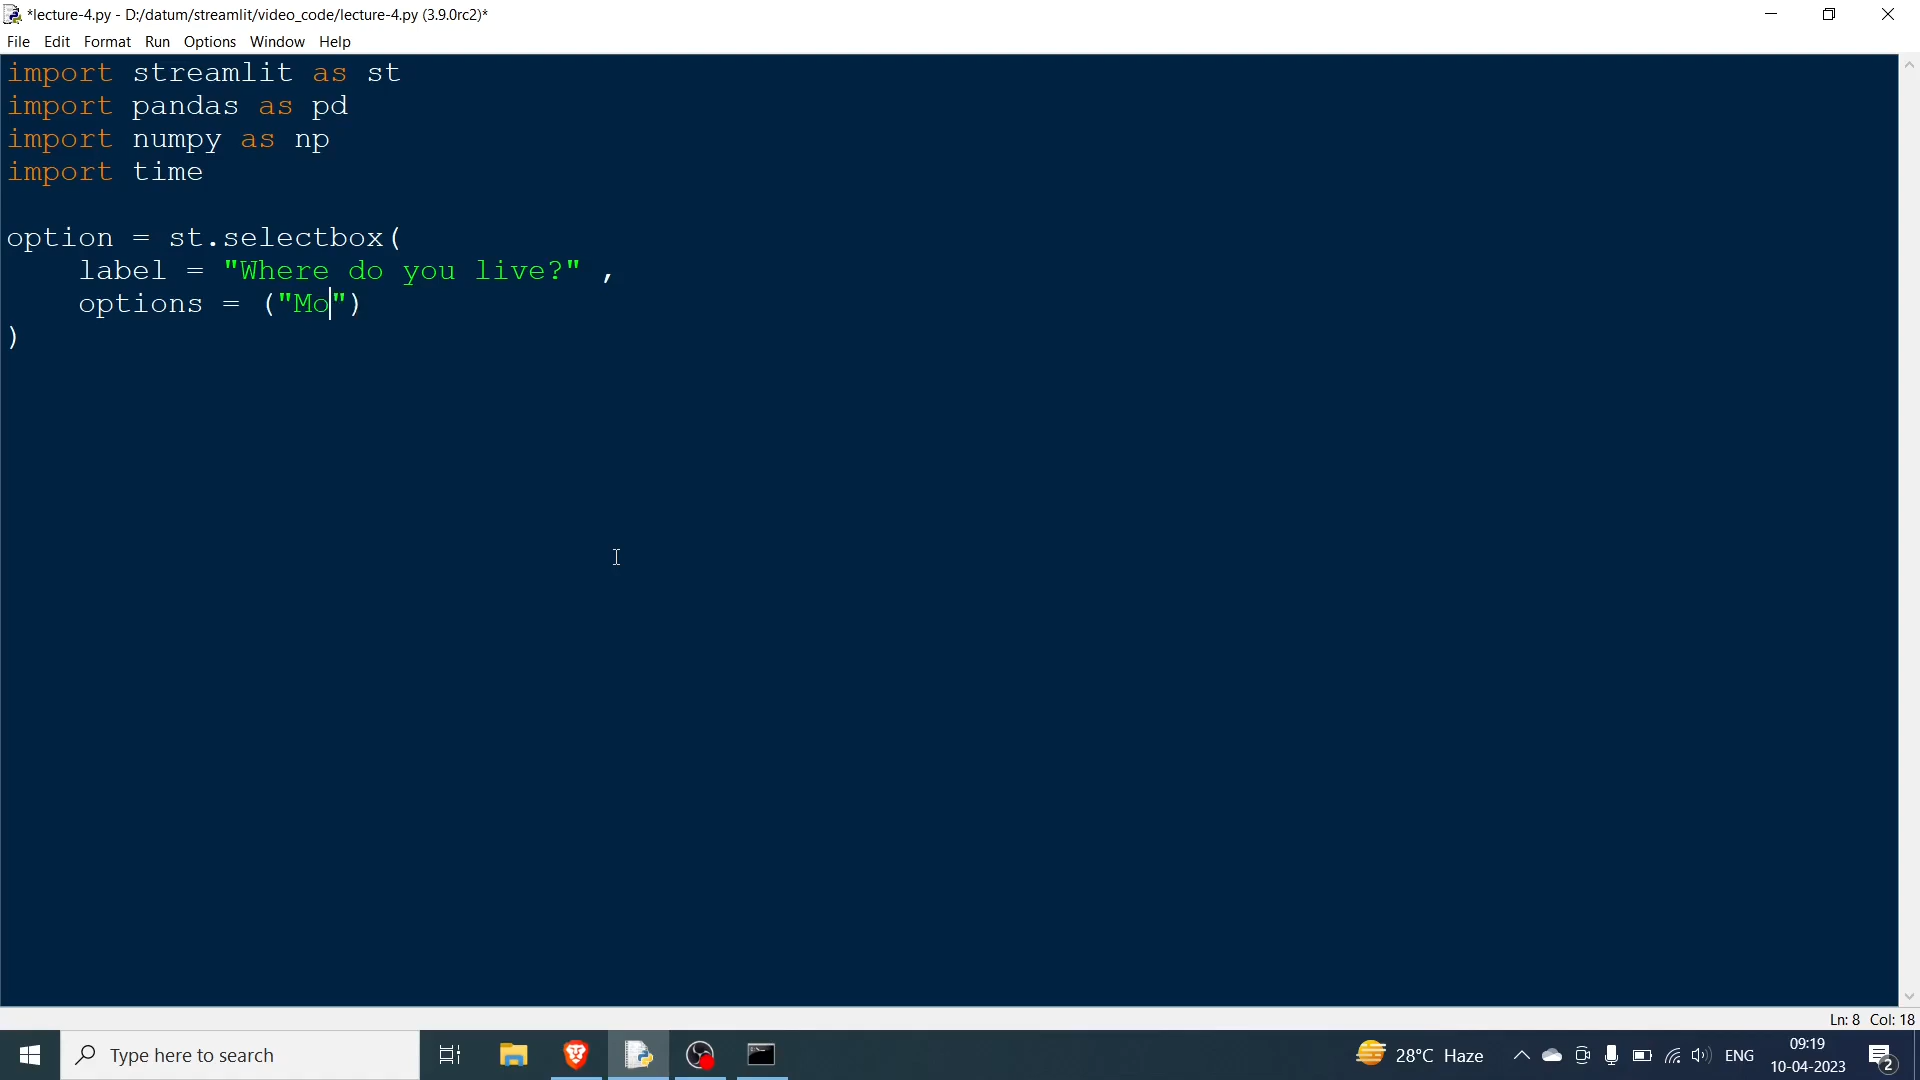 *lecture-4.py - D:/datum/streamlit/video_code/lecture-4.py (3.9.0rc2)*
File Edit Format Run Options Window Help
import streamlit as st
import pandas as pd
import numpy as np
import time
option = st.selectbox(
    label = "Where do you live?" ,
    options = ("Mo")
)
Ln: 8 Col: 18
Type here to search
28°C Haze
ENG
09:19
10-04-2023
2